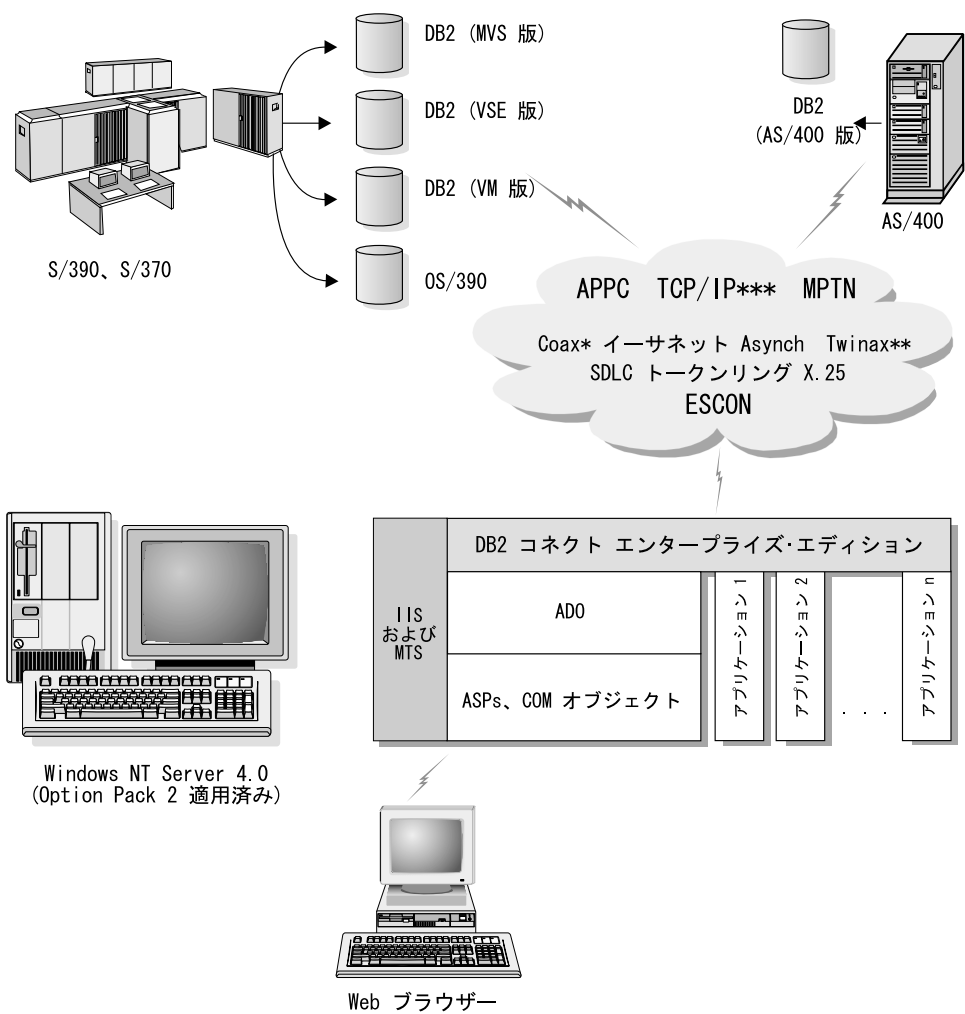 DB2 (MVS 版)
DB2 (VSE 版)
DB2 (VM 版)
OS/390
S/390、S/370
DB2
(AS/400 版)
AS/400
APPC TCP/IP*** MPTN
Coax* イーサネット Asynch Twinax**
SDLC トークンリング X.25
ESCON
DB2 コネクト エンタープライズ・エディション
IIS
および
MTS
ADO
ASPs、COM オブジェクト
アプリケーション 1
アプリケーション 2
. . .
アプリケーション n
Windows NT Server 4.0
(Option Pack 2 適用済み)
Web ブラウザー